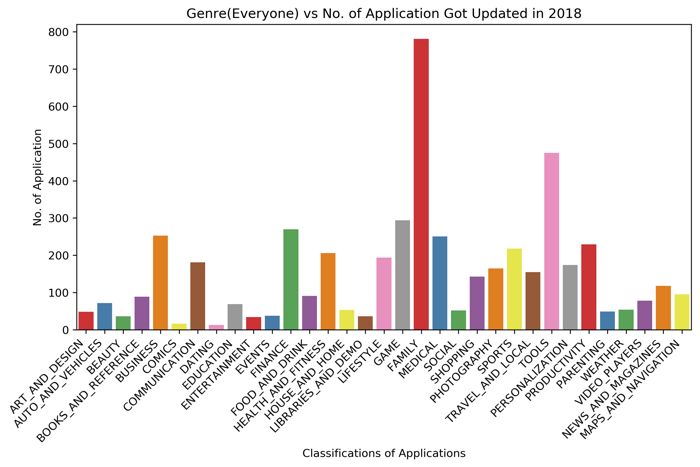 Genre(Everyone) vs No. of Application Got Updated in 2018
No. of Application
800
700
600
500
400
300
200
100
0
ART_AND_DESIGN
AUTO_AND_VEHICLES
BEAUTY
BOOKS_AND_REFERENCE
BUSINESS
COMICS
COMMUNICATION
DATING
EDUCATION
ENTERTAINMENT
EVENTS
FINANCE
FOOD_AND_DRINK
HEALTH_AND_FITNESS
HOUSE_AND_HOME
LIBRARIES_AND_DEMO
LIFESTYLE
GAME
FAMILY
MEDICAL
SOCIAL
SHOPPING
PHOTOGRAPHY
SPORTS
TRAVEL_AND_LOCAL
TOOLS
PERSONALIZATION
PRODUCTIVITY
PARENTING
WEATHER
VIDEO PLAYERS
NEWS_AND_MAGAZINES
MAPS_AND_NAVIGATION
Classifications of Applications